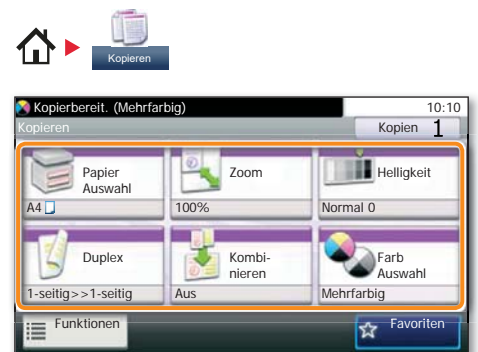 Kopieren
Kopierbereit. (Mehrfarbig) 10:10
Kopieren Kopien 1
Papier Auswahl
A4
Zoom
100%
Helligkeit
Normal 0
Duplex
1-seitig>>1-seitig
Kombi-
nieren
Aus
Farb
Auswahl
Mehrfarbig
Funktionen Favoriten